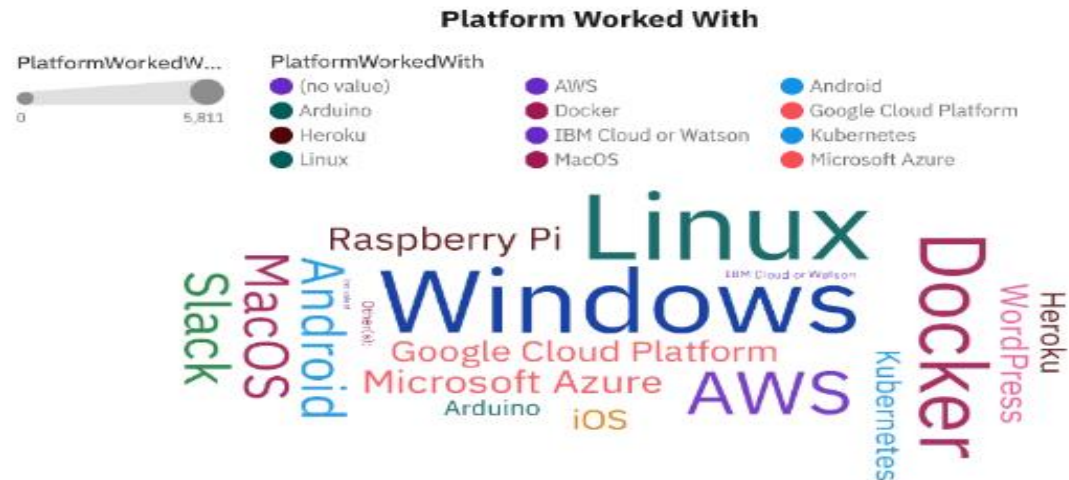 Platform Worked With
PlatformWorkedW...
0 5,811
PlatformWorkedWith
(no value) AWS Android
Arduino Docker Google Cloud Platform
Heroku IBM Cloud or Watson Kubernetes
Linux MacOS Microsoft Azure
Linux
Raspberry Pi
IBM Cloud or Watson
Windows
Slack
MacOS
Android
Other(s):
Google Cloud Platform
Microsoft Azure
AWS
Arduino
iOS
Kubernetes
Docker
WordPress
Heroku